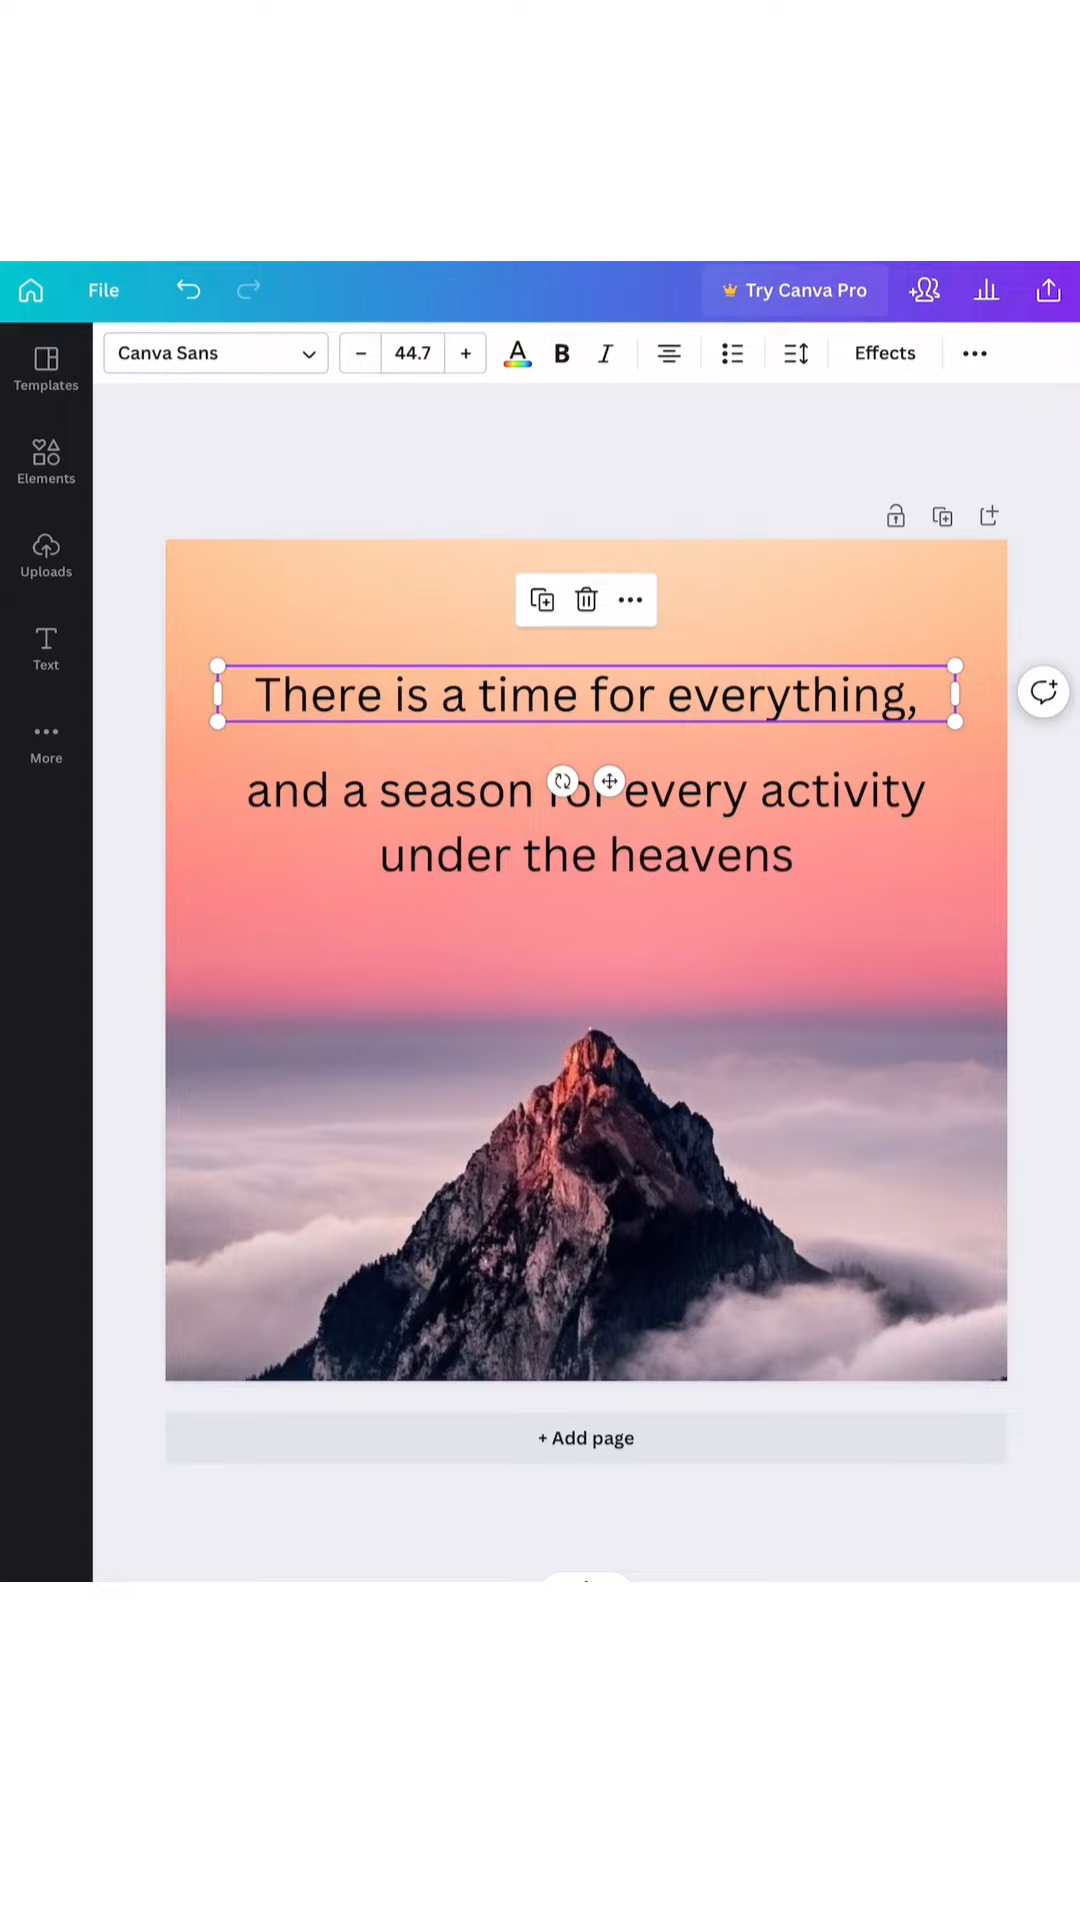 File
Try Canva Pro
Canva Sans
– 44.7 +
A B I
Effects
Templates
Elements
Uploads
Text
More
There is a time for everything,
and a season for every activity
under the heavens
+ Add page